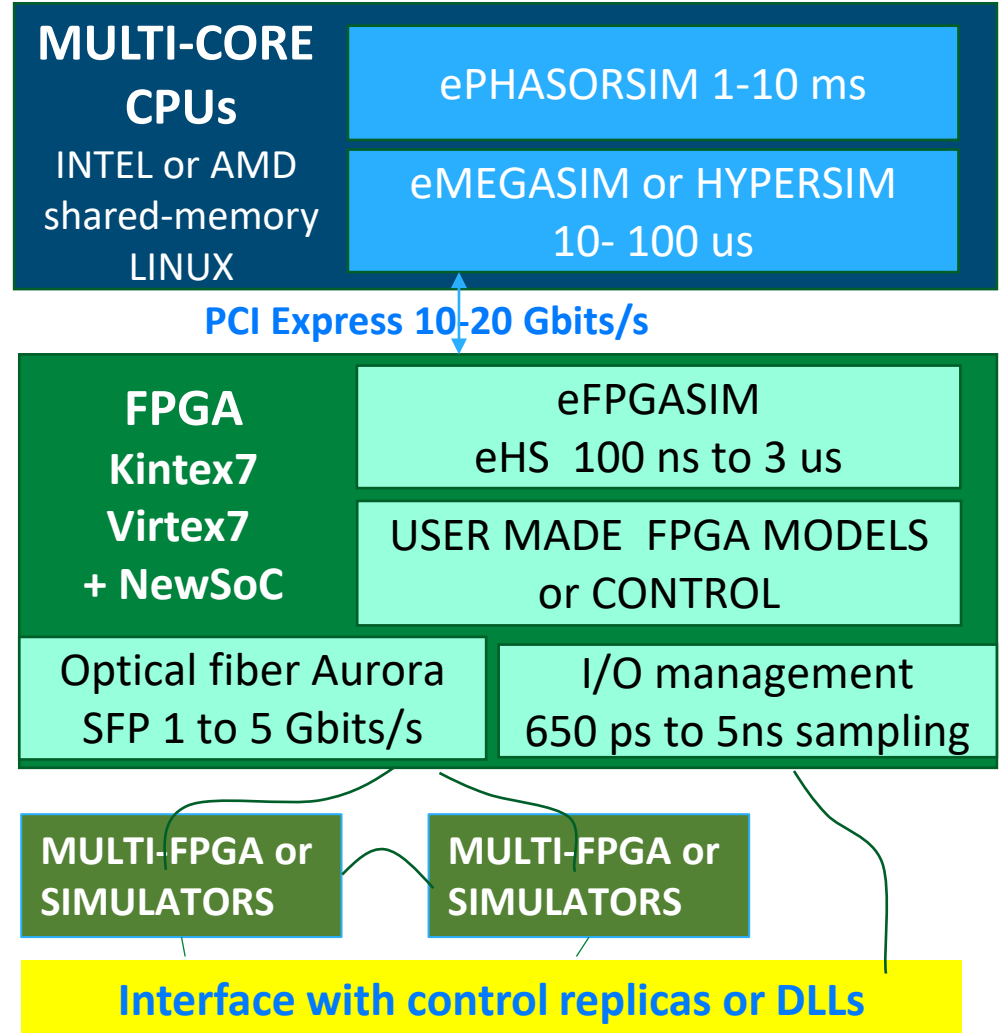 MULTI-CORE
CPUs
INTEL or AMD
shared-memory
LINUX
ePHASORSIM 1-10 ms
eMEGASIM or HYPERSIM
10- 100 us
PCI Express 10-20 Gbits/s
FPGA
Kintex7
Virtex7
+ NewSoC
eFPGASIM
eHS 100 ns to 3 us
USER MADE FPGA MODELS
or CONTROL
Optical fiber Aurora
SFP 1 to 5 Gbits/s
I/O management
650 ps to 5ns sampling
MULTI-FPGA or
SIMULATORS
MULTI-FPGA or
SIMULATORS
Interface with control replicas or DLLs